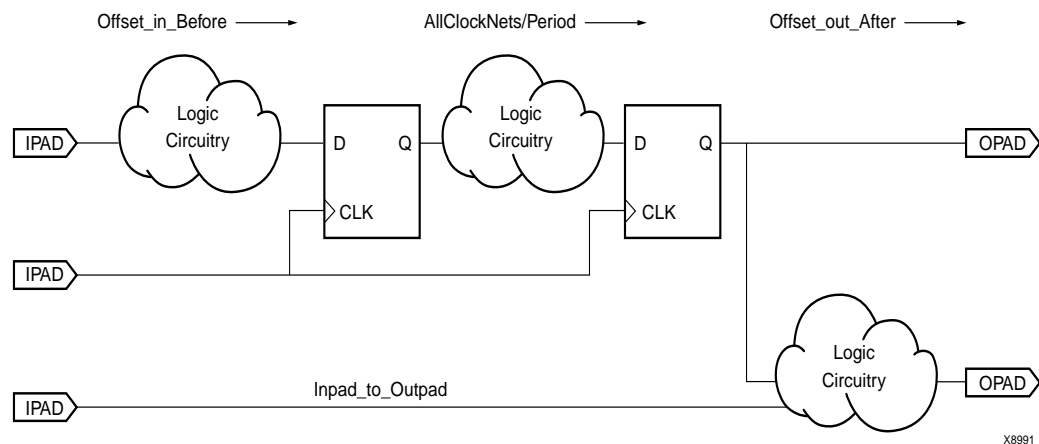 Offset_in_Before
AllClockNets/Period
Offset_out_After
Logic
Circuitry
Logic
Circuitry
IPAD
D
Q
D
Q
OPAD
CLK
CLK
IPAD
Logic
Circuitry
Inpad_to_Outpad
IPAD
OPAD
X8991